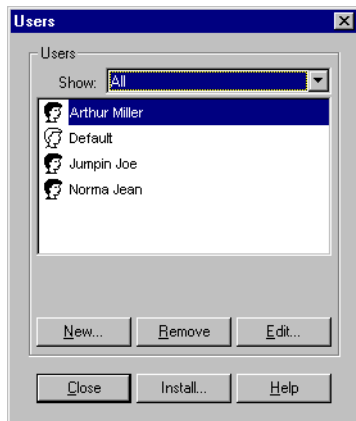 Users
Users
Show: All
Arthur Miller
Default
Jumpin Joe
Norma Jean
New... Remove Edit...
Close Install... Help